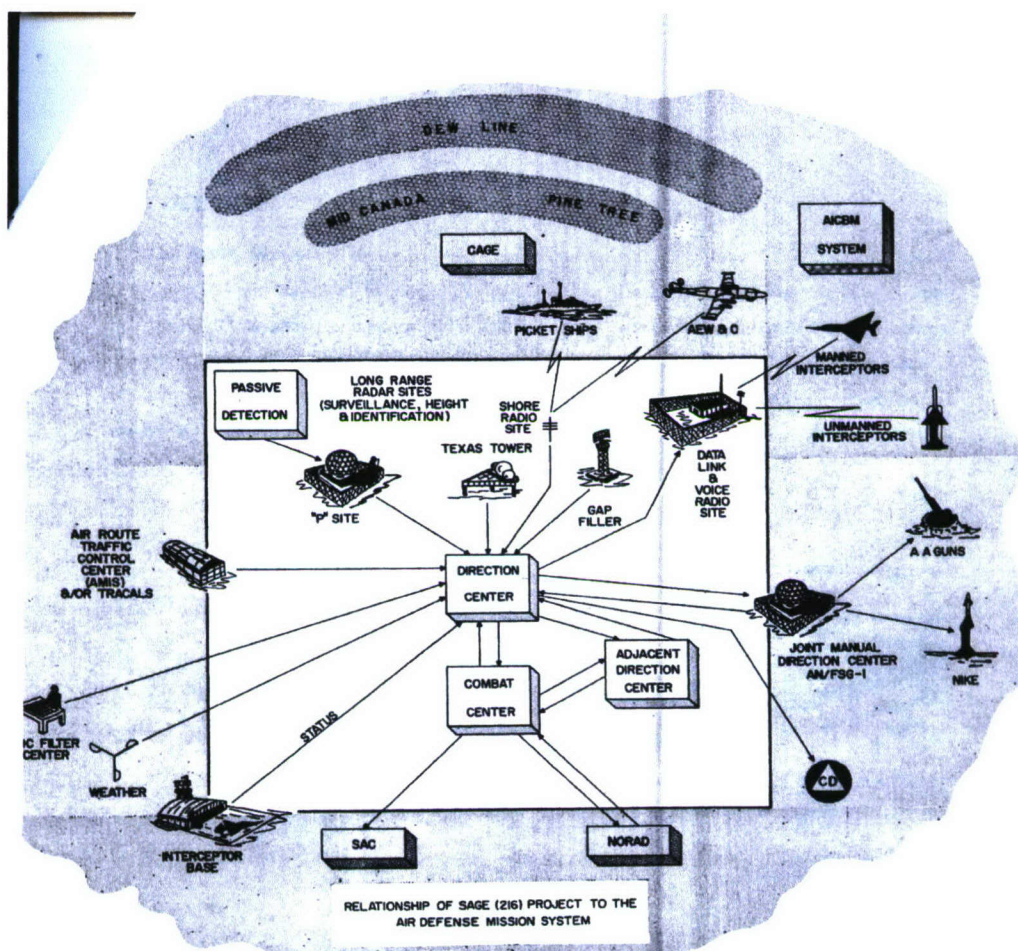 DEW LINE
MID CANADA PINE TREE
CAGE
AICBM
SYSTEM
PICKET SHIPS
AEW & C
MANNED
INTERCEPTORS
UNMANNED
INTERCEPTORS
PASSIVE
DETECTION
LONG RANGE
RADAR SITES
(SURVEILLANCE, HEIGHT
& IDENTIFICATION)
SHORE
RADIO
SITE
TEXAS TOWER
"P" SITE
GAP
FILLER
DATA
LINK
&
VOICE
RADIO
SITE
A A GUNS
AIR ROUTE
TRAFFIC
CONTROL
CENTER
(AMIS)
&/OR TRACALS
DIRECTION
CENTER
JOINT MANUAL
DIRECTION CENTER
AN/FSG-1
NIKE
ADJACENT
DIRECTION
CENTER
COMBAT
CENTER
FILTER
CENTER
WEATHER
STATUS
CD
INTERCEPTOR
BASE
SAC
NORAD
RELATIONSHIP OF SAGE (216) PROJECT TO THE
AIR DEFENSE MISSION SYSTEM